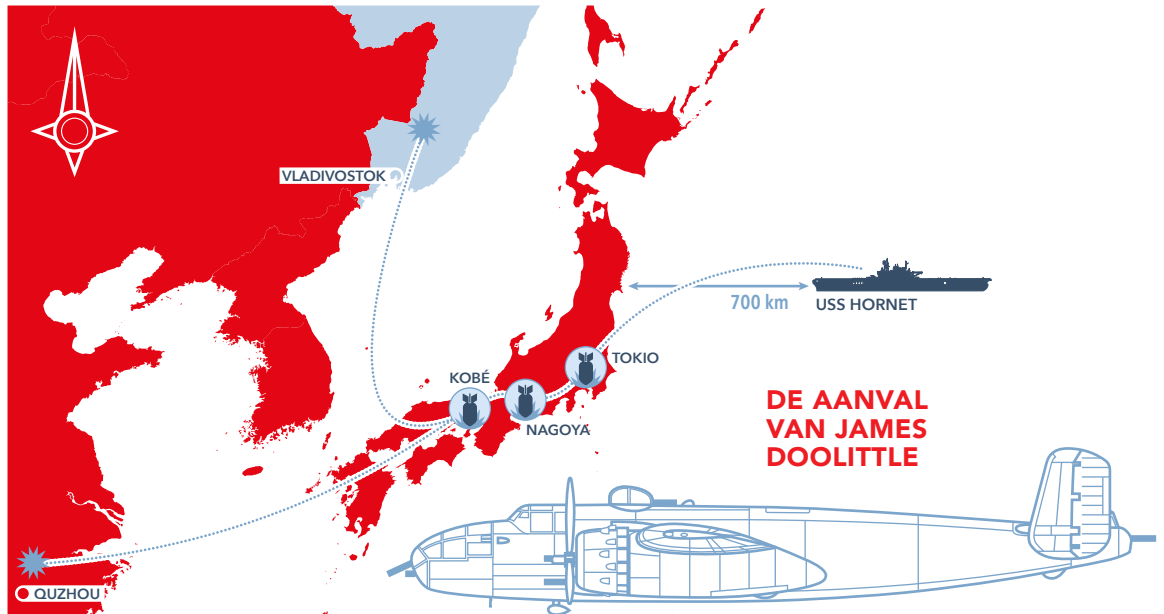 VLADIVOSTOK
700 km
USS HORNET
TOKIO
KOBÉ
NAGOYA
DE AANVAL
VAN JAMES
DOOLITTLE
QUZHOU